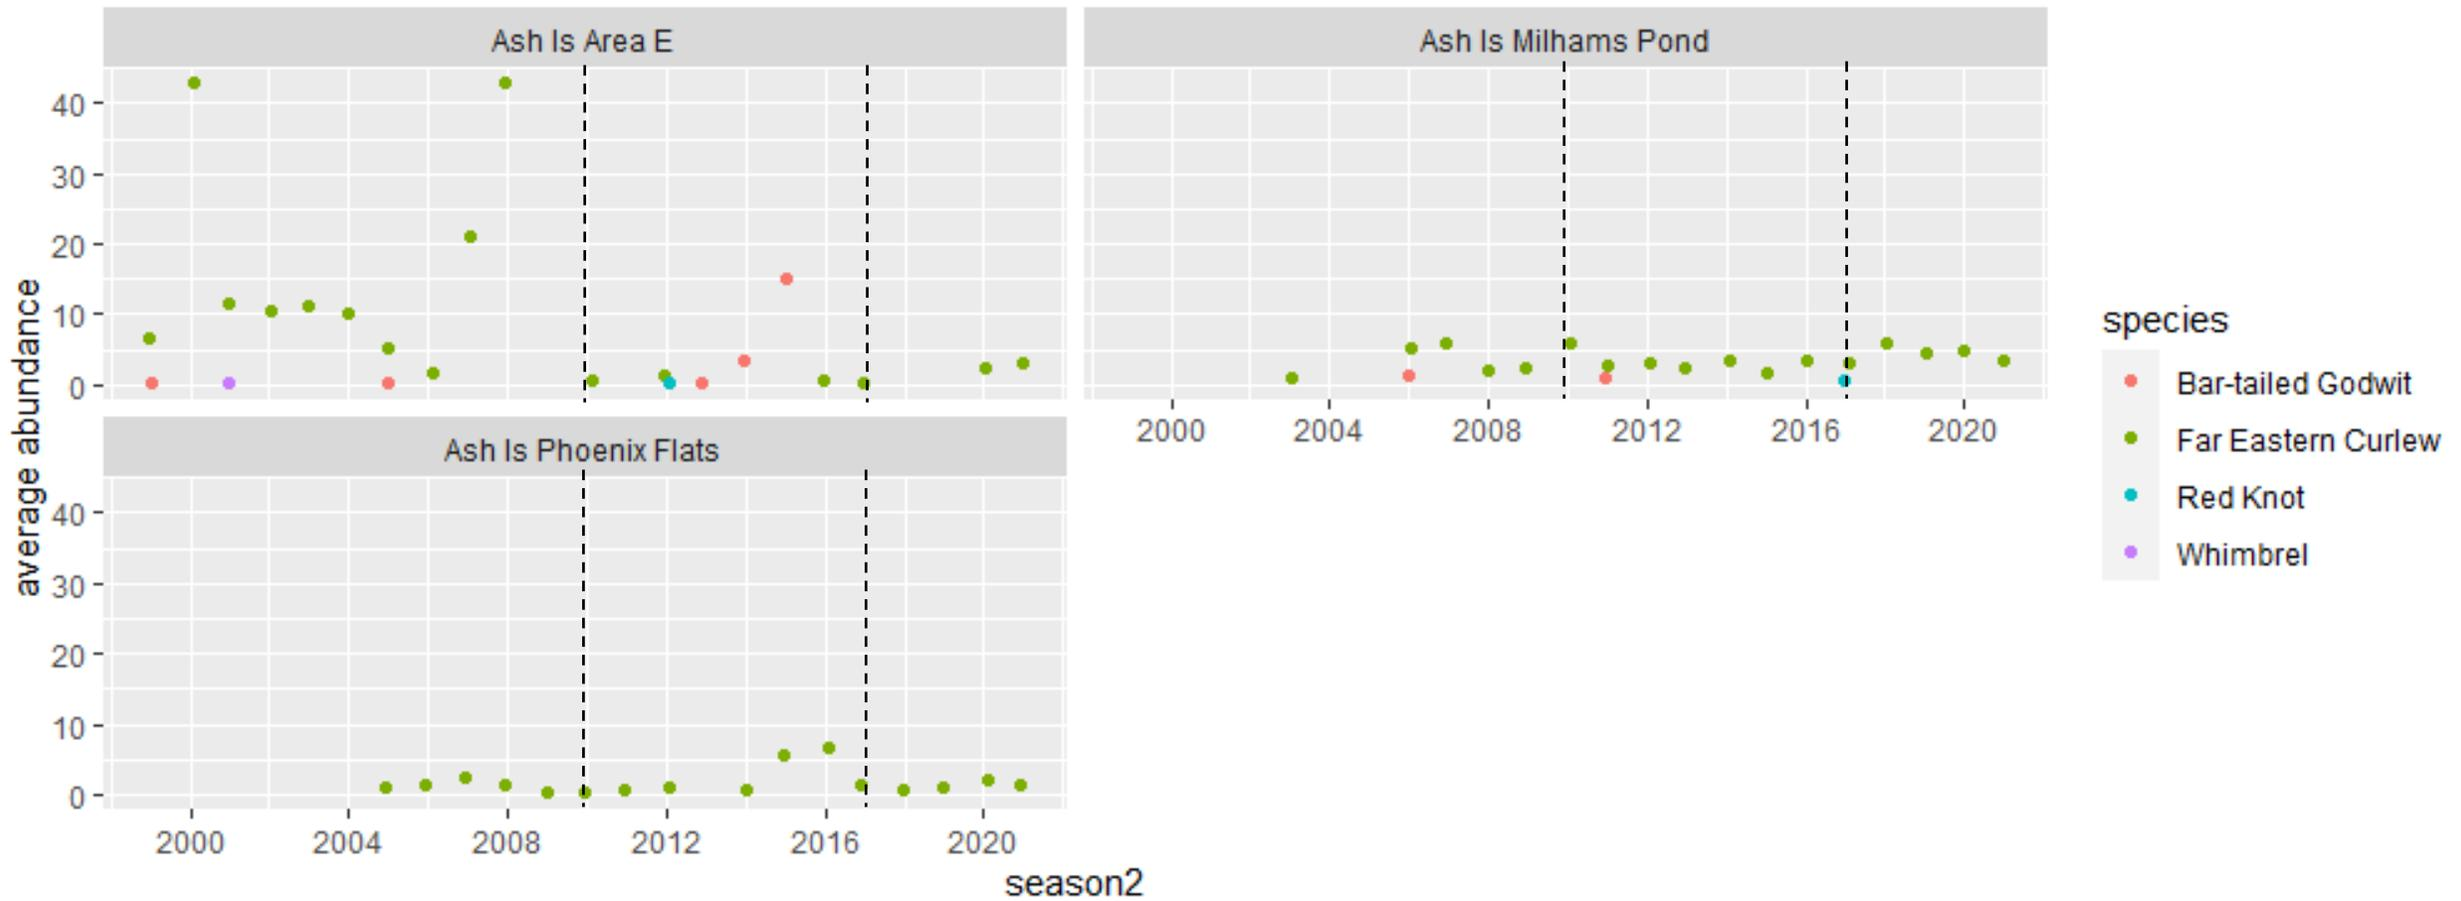 Ash Is Area E
Ash Is Milhams Pond
40
30
20
10
0
2000 2004 2008 2012 2016 2020
Ash Is Phoenix Flats
40
30
20
10
0
2000 2004 2008 2012 2016 2020
average abundance
season2
species
Bar-tailed Godwit
Far Eastern Curlew
Red Knot
Whimbrel